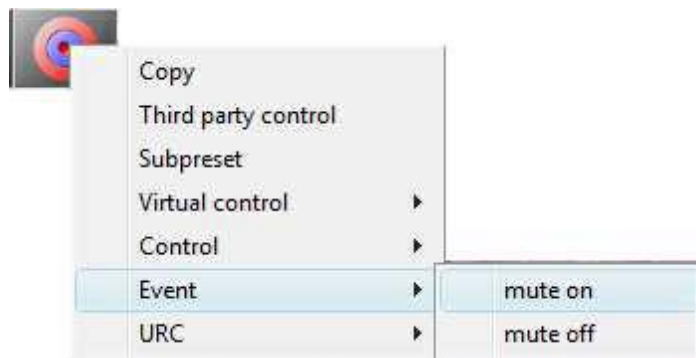 Copy
Third party control
Subpreset
Virtual control
Control
Event
mute on
URC
mute off